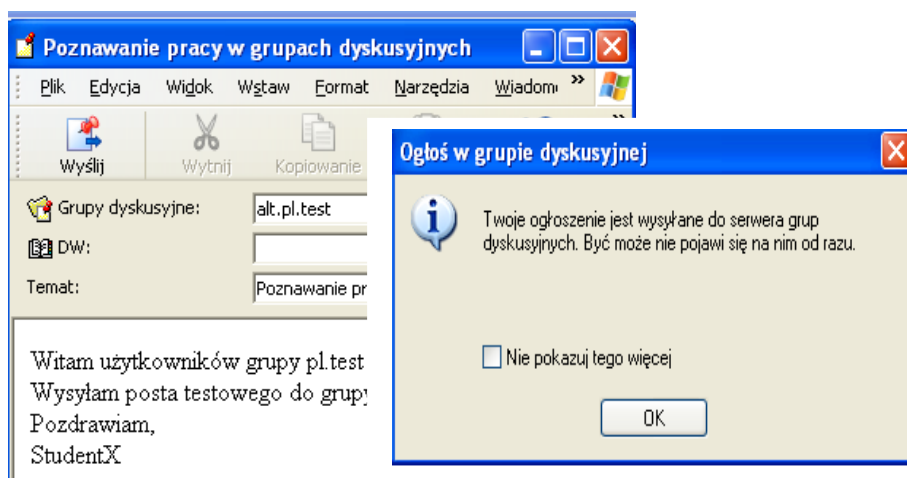 Poznawanie pracy w grupach dyskusyjnych
Plik Edycja Widok Wstaw Format Narzędzia Wiadom »
Wyślij Wytnij Kopiowanie
Grupy dyskusyjne: alt.pl.test
DW:
Temat: Poznawanie pr
Witam użytkowników grupy pl.test
Wysyłam posta testowego do grupy
Pozdrawiam,
StudentX
Ogłoś w grupie dyskusyjnej
Twoje ogłoszenie jest wysyłane do serwera grup
dyskusyjnych. Być może nie pojawi się na nim od razu.
Nie pokazuj tego więcej
OK